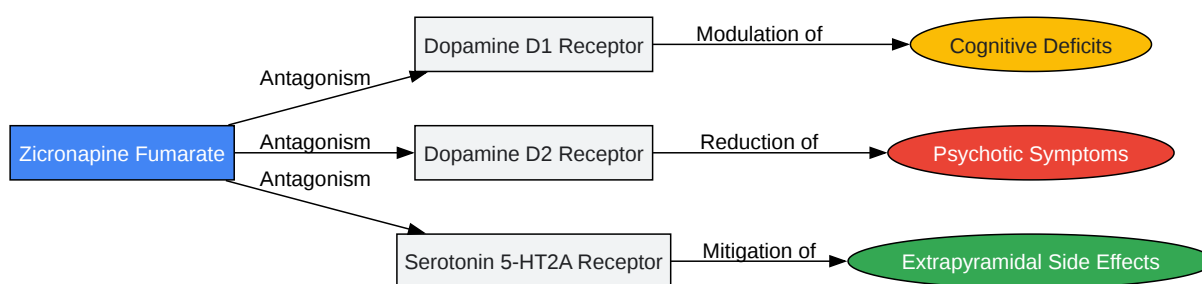 Dopamine D1 Receptor
Modulation of
Cognitive Deficits
Antagonism
Zicronapine Fumarate
Antagonism
Dopamine D2 Receptor
Reduction of
Psychotic Symptoms
Antagonism
Serotonin 5-HT2A Receptor
Mitigation of
Extrapyramidal Side Effects